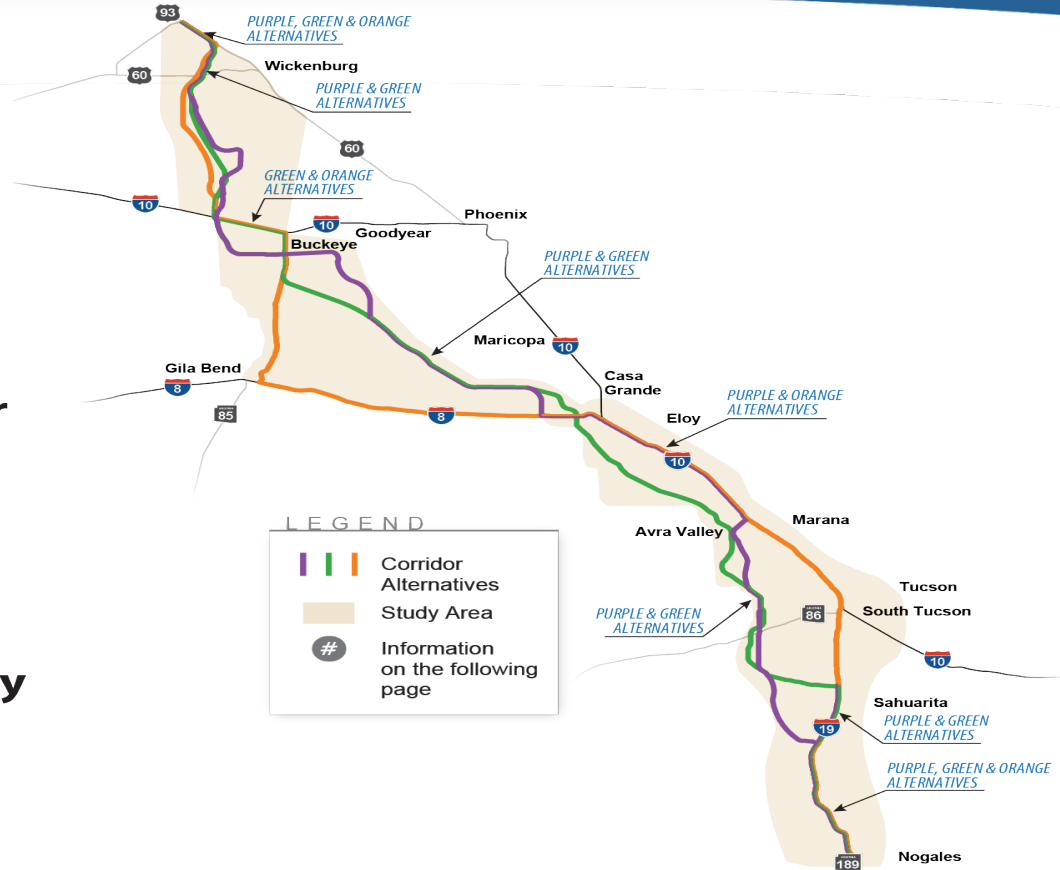 93
PURPLE, GREEN & ORANGE
ALTERNATIVES
Wickenburg
60
PURPLE & GREEN
ALTERNATIVES
60
GREEN & ORANGE
ALTERNATIVES
10
Phoenix
10
Goodyear
Buckeye
PURPLE & GREEN
ALTERNATIVES
Maricopa
10
Gila Bend
8
Casa
Grande
85
8
PURPLE & ORANGE
ALTERNATIVES
Eloy
10
r
LEGEND
Corridor
Alternatives
Study Area
#
Information
on the following
page
y
Marana
Avra Valley
Tucson
South Tucson
86
PURPLE & GREEN
ALTERNATIVES
10
Sahuarita
PURPLE & GREEN
ALTERNATIVES
19
PURPLE, GREEN & ORANGE
ALTERNATIVES
Nogales
189